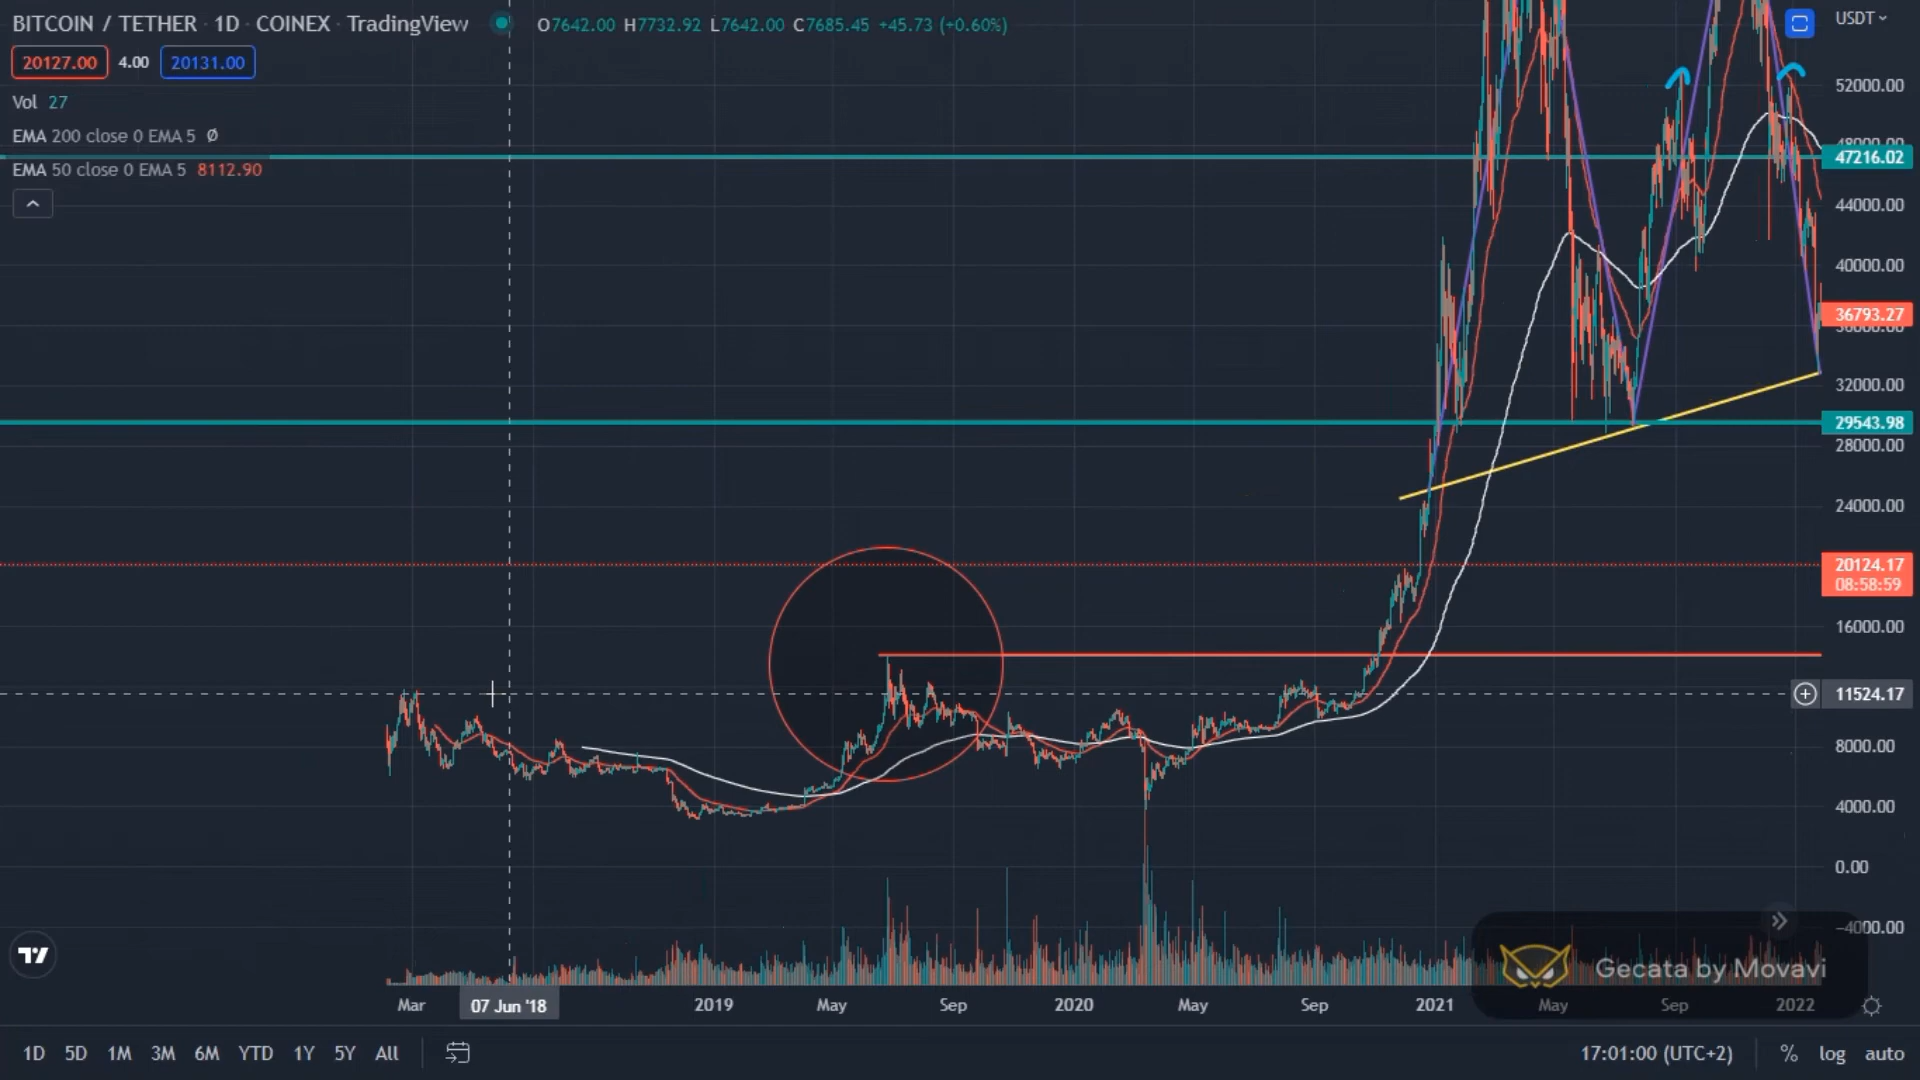 BITCOIN / TETHER · 1D · COINEX · TradingView O7642.00 H7732.92 L7642.00 C7685.45 +45.73 (+0.60%) USDT
20127.00 4.00 20131.00
Vol 27
EMA 200 close 0 EMA 5 Ø
EMA 50 close 0 EMA 5 8112.90
52000.00
48000.00
47216.02
44000.00
40000.00
36793.27
36000.00
32000.00
29543.98
28000.00
24000.00
20124.17
08:58:59
16000.00
11524.17
8000.00
4000.00
0.00
−4000.00
Gecata by Movavi
Mar 07 Jun '18 2019 May Sep 2020 May Sep 2021 May Sep 2022
1D 5D 1M 3M 6M YTD 1Y 5Y All 17:01:00 (UTC+2) % log auto